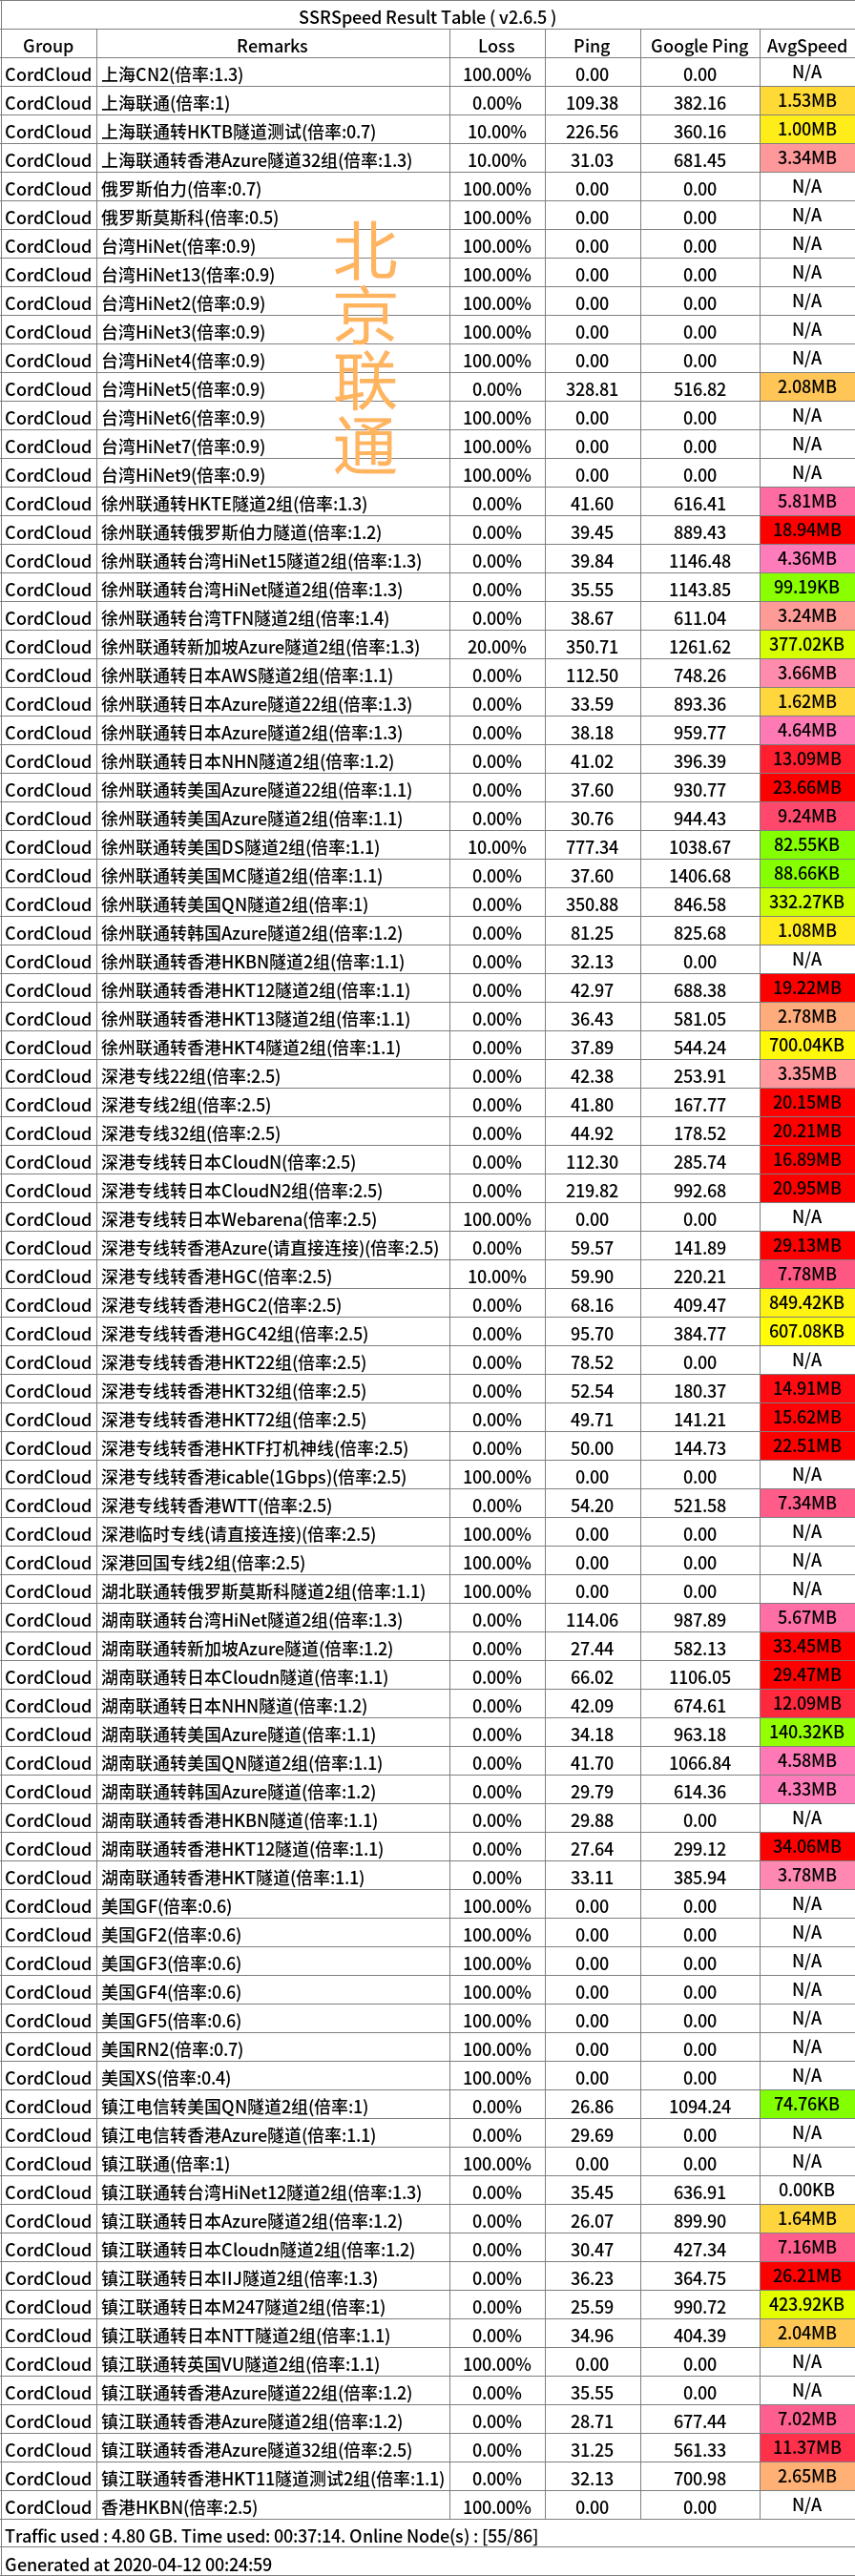 SSRSpeed Result Table ( v2.6.5 )
Group Remarks Loss Ping Google Ping AvgSpeed
CordCloud 上海CN2(倍率:1.3) 100.00% 0.00 0.00 N/A
CordCloud 上海联通(倍率:1) 0.00% 109.38 382.16 1.53MB
CordCloud 上海联通转HKTB隧道测试(倍率:0.7) 10.00% 226.56 360.16 1.00MB
CordCloud 上海联通转香港Azure隧道32组(倍率:1.3) 10.00% 31.03 681.45 3.34MB
CordCloud 俄罗斯伯力(倍率:0.7) 100.00% 0.00 0.00 N/A
CordCloud 俄罗斯莫斯科(倍率:0.5) 100.00% 0.00 0.00 N/A
CordCloud 台湾HiNet(倍率:0.9) 100.00% 0.00 0.00 N/A
CordCloud 台湾HiNet13(倍率:0.9) 100.00% 0.00 0.00 N/A
CordCloud 台湾HiNet2(倍率:0.9) 100.00% 0.00 0.00 N/A
CordCloud 台湾HiNet3(倍率:0.9) 100.00% 0.00 0.00 N/A
CordCloud 台湾HiNet4(倍率:0.9) 100.00% 0.00 0.00 N/A
CordCloud 台湾HiNet5(倍率:0.9) 0.00% 328.81 516.82 2.08MB
CordCloud 台湾HiNet6(倍率:0.9) 100.00% 0.00 0.00 N/A
CordCloud 台湾HiNet7(倍率:0.9) 100.00% 0.00 0.00 N/A
CordCloud 台湾HiNet9(倍率:0.9) 100.00% 0.00 0.00 N/A
北京联通
CordCloud 徐州联通转HKTE隧道2组(倍率:1.3) 0.00% 41.60 616.41 5.81MB
CordCloud 徐州联通转俄罗斯伯力隧道(倍率:1.2) 0.00% 39.45 889.43 18.94MB
CordCloud 徐州联通转台湾HiNet15隧道2组(倍率:1.3) 0.00% 39.84 1146.48 4.36MB
CordCloud 徐州联通转台湾HiNet隧道2组(倍率:1.3) 0.00% 35.55 1143.85 99.19KB
CordCloud 徐州联通转台湾TFN隧道2组(倍率:1.4) 0.00% 38.67 611.04 3.24MB
CordCloud 徐州联通转新加坡Azure隧道2组(倍率:1.3) 20.00% 350.71 1261.62 377.02KB
CordCloud 徐州联通转日本AWS隧道2组(倍率:1.1) 0.00% 112.50 748.26 3.66MB
CordCloud 徐州联通转日本Azure隧道22组(倍率:1.3) 0.00% 33.59 893.36 1.62MB
CordCloud 徐州联通转日本Azure隧道2组(倍率:1.3) 0.00% 38.18 959.77 4.64MB
CordCloud 徐州联通转日本NHN隧道2组(倍率:1.2) 0.00% 41.02 396.39 13.09MB
CordCloud 徐州联通转美国Azure隧道22组(倍率:1.1) 0.00% 37.60 930.77 23.66MB
CordCloud 徐州联通转美国Azure隧道2组(倍率:1.1) 0.00% 30.76 944.43 9.24MB
CordCloud 徐州联通转美国DS隧道2组(倍率:1.1) 10.00% 777.34 1038.67 82.55KB
CordCloud 徐州联通转美国MC隧道2组(倍率:1.1) 0.00% 37.60 1406.68 88.66KB
CordCloud 徐州联通转美国QN隧道2组(倍率:1) 0.00% 350.88 846.58 332.27KB
CordCloud 徐州联通转韩国Azure隧道2组(倍率:1.2) 0.00% 81.25 825.68 1.08MB
CordCloud 徐州联通转香港HKBN隧道2组(倍率:1.1) 0.00% 32.13 0.00 N/A
CordCloud 徐州联通转香港HKT12隧道2组(倍率:1.1) 0.00% 42.97 688.38 19.22MB
CordCloud 徐州联通转香港HKT13隧道2组(倍率:1.1) 0.00% 36.43 581.05 2.78MB
CordCloud 徐州联通转香港HKT4隧道2组(倍率:1.1) 0.00% 37.89 544.24 700.04KB
CordCloud 深港专线22组(倍率:2.5) 0.00% 42.38 253.91 3.35MB
CordCloud 深港专线2组(倍率:2.5) 0.00% 41.80 167.77 20.15MB
CordCloud 深港专线32组(倍率:2.5) 0.00% 44.92 178.52 20.21MB
CordCloud 深港专线转日本CloudN(倍率:2.5) 0.00% 112.30 285.74 16.89MB
CordCloud 深港专线转日本CloudN2组(倍率:2.5) 0.00% 219.82 992.68 20.95MB
CordCloud 深港专线转日本Webarena(倍率:2.5) 100.00% 0.00 0.00 N/A
CordCloud 深港专线转香港Azure(请直接连接)(倍率:2.5) 0.00% 59.57 141.89 29.13MB
CordCloud 深港专线转香港HGC(倍率:2.5) 10.00% 59.90 220.21 7.78MB
CordCloud 深港专线转香港HGC2(倍率:2.5) 0.00% 68.16 409.47 849.42KB
CordCloud 深港专线转香港HGC42组(倍率:2.5) 0.00% 95.70 384.77 607.08KB
CordCloud 深港专线转香港HKT22组(倍率:2.5) 0.00% 78.52 0.00 N/A
CordCloud 深港专线转香港HKT32组(倍率:2.5) 0.00% 52.54 180.37 14.91MB
CordCloud 深港专线转香港HKT72组(倍率:2.5) 0.00% 49.71 141.21 15.62MB
CordCloud 深港专线转香港HKTF打机神线(倍率:2.5) 0.00% 50.00 144.73 22.51MB
CordCloud 深港专线转香港icable(1Gbps)(倍率:2.5) 100.00% 0.00 0.00 N/A
CordCloud 深港专线转香港WTT(倍率:2.5) 0.00% 54.20 521.58 7.34MB
CordCloud 深港临时专线(请直接连接)(倍率:2.5) 100.00% 0.00 0.00 N/A
CordCloud 深港回国专线2组(倍率:2.5) 100.00% 0.00 0.00 N/A
CordCloud 湖北联通转俄罗斯莫斯科隧道2组(倍率:1.1) 100.00% 0.00 0.00 N/A
CordCloud 湖南联通转台湾HiNet隧道2组(倍率:1.3) 0.00% 114.06 987.89 5.67MB
CordCloud 湖南联通转新加坡Azure隧道(倍率:1.2) 0.00% 27.44 582.13 33.45MB
CordCloud 湖南联通转日本Cloudn隧道(倍率:1.1) 0.00% 66.02 1106.05 29.47MB
CordCloud 湖南联通转日本NHN隧道(倍率:1.2) 0.00% 42.09 674.61 12.09MB
CordCloud 湖南联通转美国Azure隧道(倍率:1.1) 0.00% 34.18 963.18 140.32KB
CordCloud 湖南联通转美国QN隧道2组(倍率:1.1) 0.00% 41.70 1066.84 4.58MB
CordCloud 湖南联通转韩国Azure隧道(倍率:1.2) 0.00% 29.79 614.36 4.33MB
CordCloud 湖南联通转香港HKBN隧道(倍率:1.1) 0.00% 29.88 0.00 N/A
CordCloud 湖南联通转香港HKT12隧道(倍率:1.1) 0.00% 27.64 299.12 34.06MB
CordCloud 湖南联通转香港HKT隧道(倍率:1.1) 0.00% 33.11 385.94 3.78MB
CordCloud 美国GF(倍率:0.6) 100.00% 0.00 0.00 N/A
CordCloud 美国GF2(倍率:0.6) 100.00% 0.00 0.00 N/A
CordCloud 美国GF3(倍率:0.6) 100.00% 0.00 0.00 N/A
CordCloud 美国GF4(倍率:0.6) 100.00% 0.00 0.00 N/A
CordCloud 美国GF5(倍率:0.6) 100.00% 0.00 0.00 N/A
CordCloud 美国RN2(倍率:0.7) 100.00% 0.00 0.00 N/A
CordCloud 美国XS(倍率:0.4) 100.00% 0.00 0.00 N/A
CordCloud 镇江电信转美国QN隧道2组(倍率:1) 0.00% 26.86 1094.24 74.76KB
CordCloud 镇江电信转香港Azure隧道(倍率:1.1) 0.00% 29.69 0.00 N/A
CordCloud 镇江联通(倍率:1) 100.00% 0.00 0.00 N/A
CordCloud 镇江联通转台湾HiNet12隧道2组(倍率:1.3) 0.00% 35.45 636.91 0.00KB
CordCloud 镇江联通转日本Azure隧道2组(倍率:1.2) 0.00% 26.07 899.90 1.64MB
CordCloud 镇江联通转日本Cloudn隧道2组(倍率:1.2) 0.00% 30.47 427.34 7.16MB
CordCloud 镇江联通转日本IIJ隧道2组(倍率:1.3) 0.00% 36.23 364.75 26.21MB
CordCloud 镇江联通转日本M247隧道2组(倍率:1) 0.00% 25.59 990.72 423.92KB
CordCloud 镇江联通转日本NTT隧道2组(倍率:1.1) 0.00% 34.96 404.39 2.04MB
CordCloud 镇江联通转英国VU隧道2组(倍率:1.1) 100.00% 0.00 0.00 N/A
CordCloud 镇江联通转香港Azure隧道22组(倍率:1.2) 0.00% 35.55 0.00 N/A
CordCloud 镇江联通转香港Azure隧道2组(倍率:1.2) 0.00% 28.71 677.44 7.02MB
CordCloud 镇江联通转香港Azure隧道32组(倍率:2.5) 0.00% 31.25 561.33 11.37MB
CordCloud 镇江联通转香港HKT11隧道测试2组(倍率:1.1) 0.00% 32.13 700.98 2.65MB
CordCloud 香港HKBN(倍率:2.5) 100.00% 0.00 0.00 N/A
Traffic used : 4.80 GB. Time used: 00:37:14. Online Node(s) : [55/86]
Generated at 2020-04-12 00:24:59